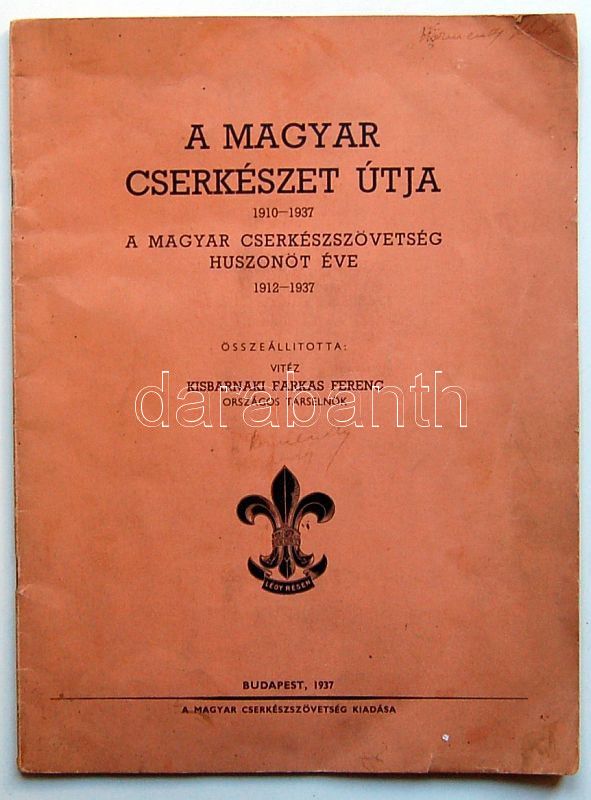 A MAGYAR
CSERKÉSZET ÚTJA
1910—1937
A MAGYAR CSERKÉSZSZÖVETSÉG
HUSZONÖT ÉVE
1912—1937
ÖSSZEÁLLITOTTA:
VITÉZ
KISBARNAKI FARKAS FERENC
ORSZÁGOS TÁRSELNÖK
darabanth
LÉGY RÉSEN
BUDAPEST, 1937
A MAGYAR CSERKÉSZSZÖVETSÉG KIADÁSA